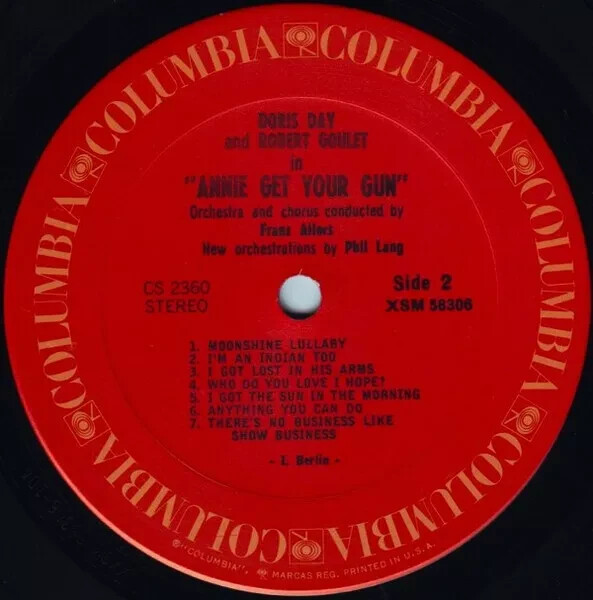 COLUMBIA COLUMBIA COLUMBIA COLUMBIA COLUMBIA COLUMBIA
DORIS DAY
and ROBERT GOULET
in
"ANNIE GET YOUR GUN"
Orchestra and chorus conducted by
Franz Allers
New orchestrations by Phil Lang
CS 2360
STEREO
Side 2
XSM 58306
1. MOONSHINE LULLABY
2. I'M AN INDIAN TOO
3. I GOT LOST IN HIS ARMS
4. WHO DO YOU LOVE I HOPE?
5. I GOT THE SUN IN THE MORNING
6. ANYTHING YOU CAN DO
7. THERE'S NO BUSINESS LIKE
SHOW BUSINESS
- I. Berlin -
® "COLUMBIA", MARCAS REG. PRINTED IN U.S.A.